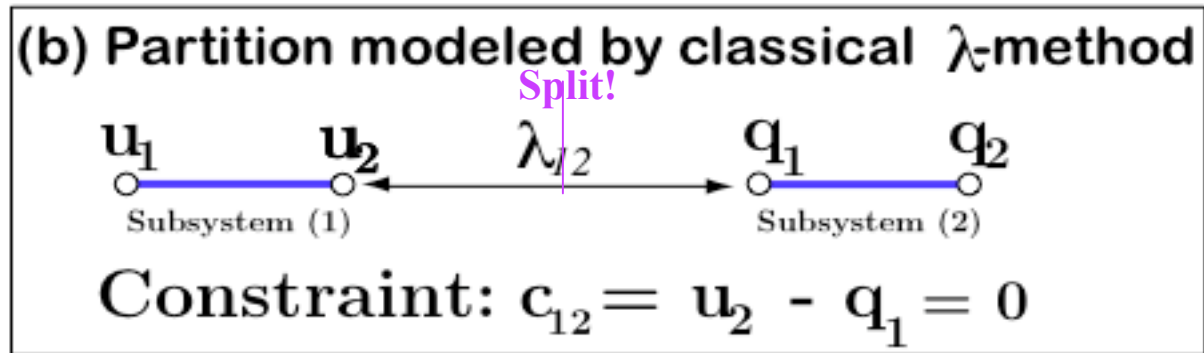 (b) Partition modeled by classical λ-method
Split!
u₁ u₂ λ₁₂ q₁ q₂
Subsystem (1) Subsystem (2)
Constraint: c₁₂ = u₂ - q₁ = 0